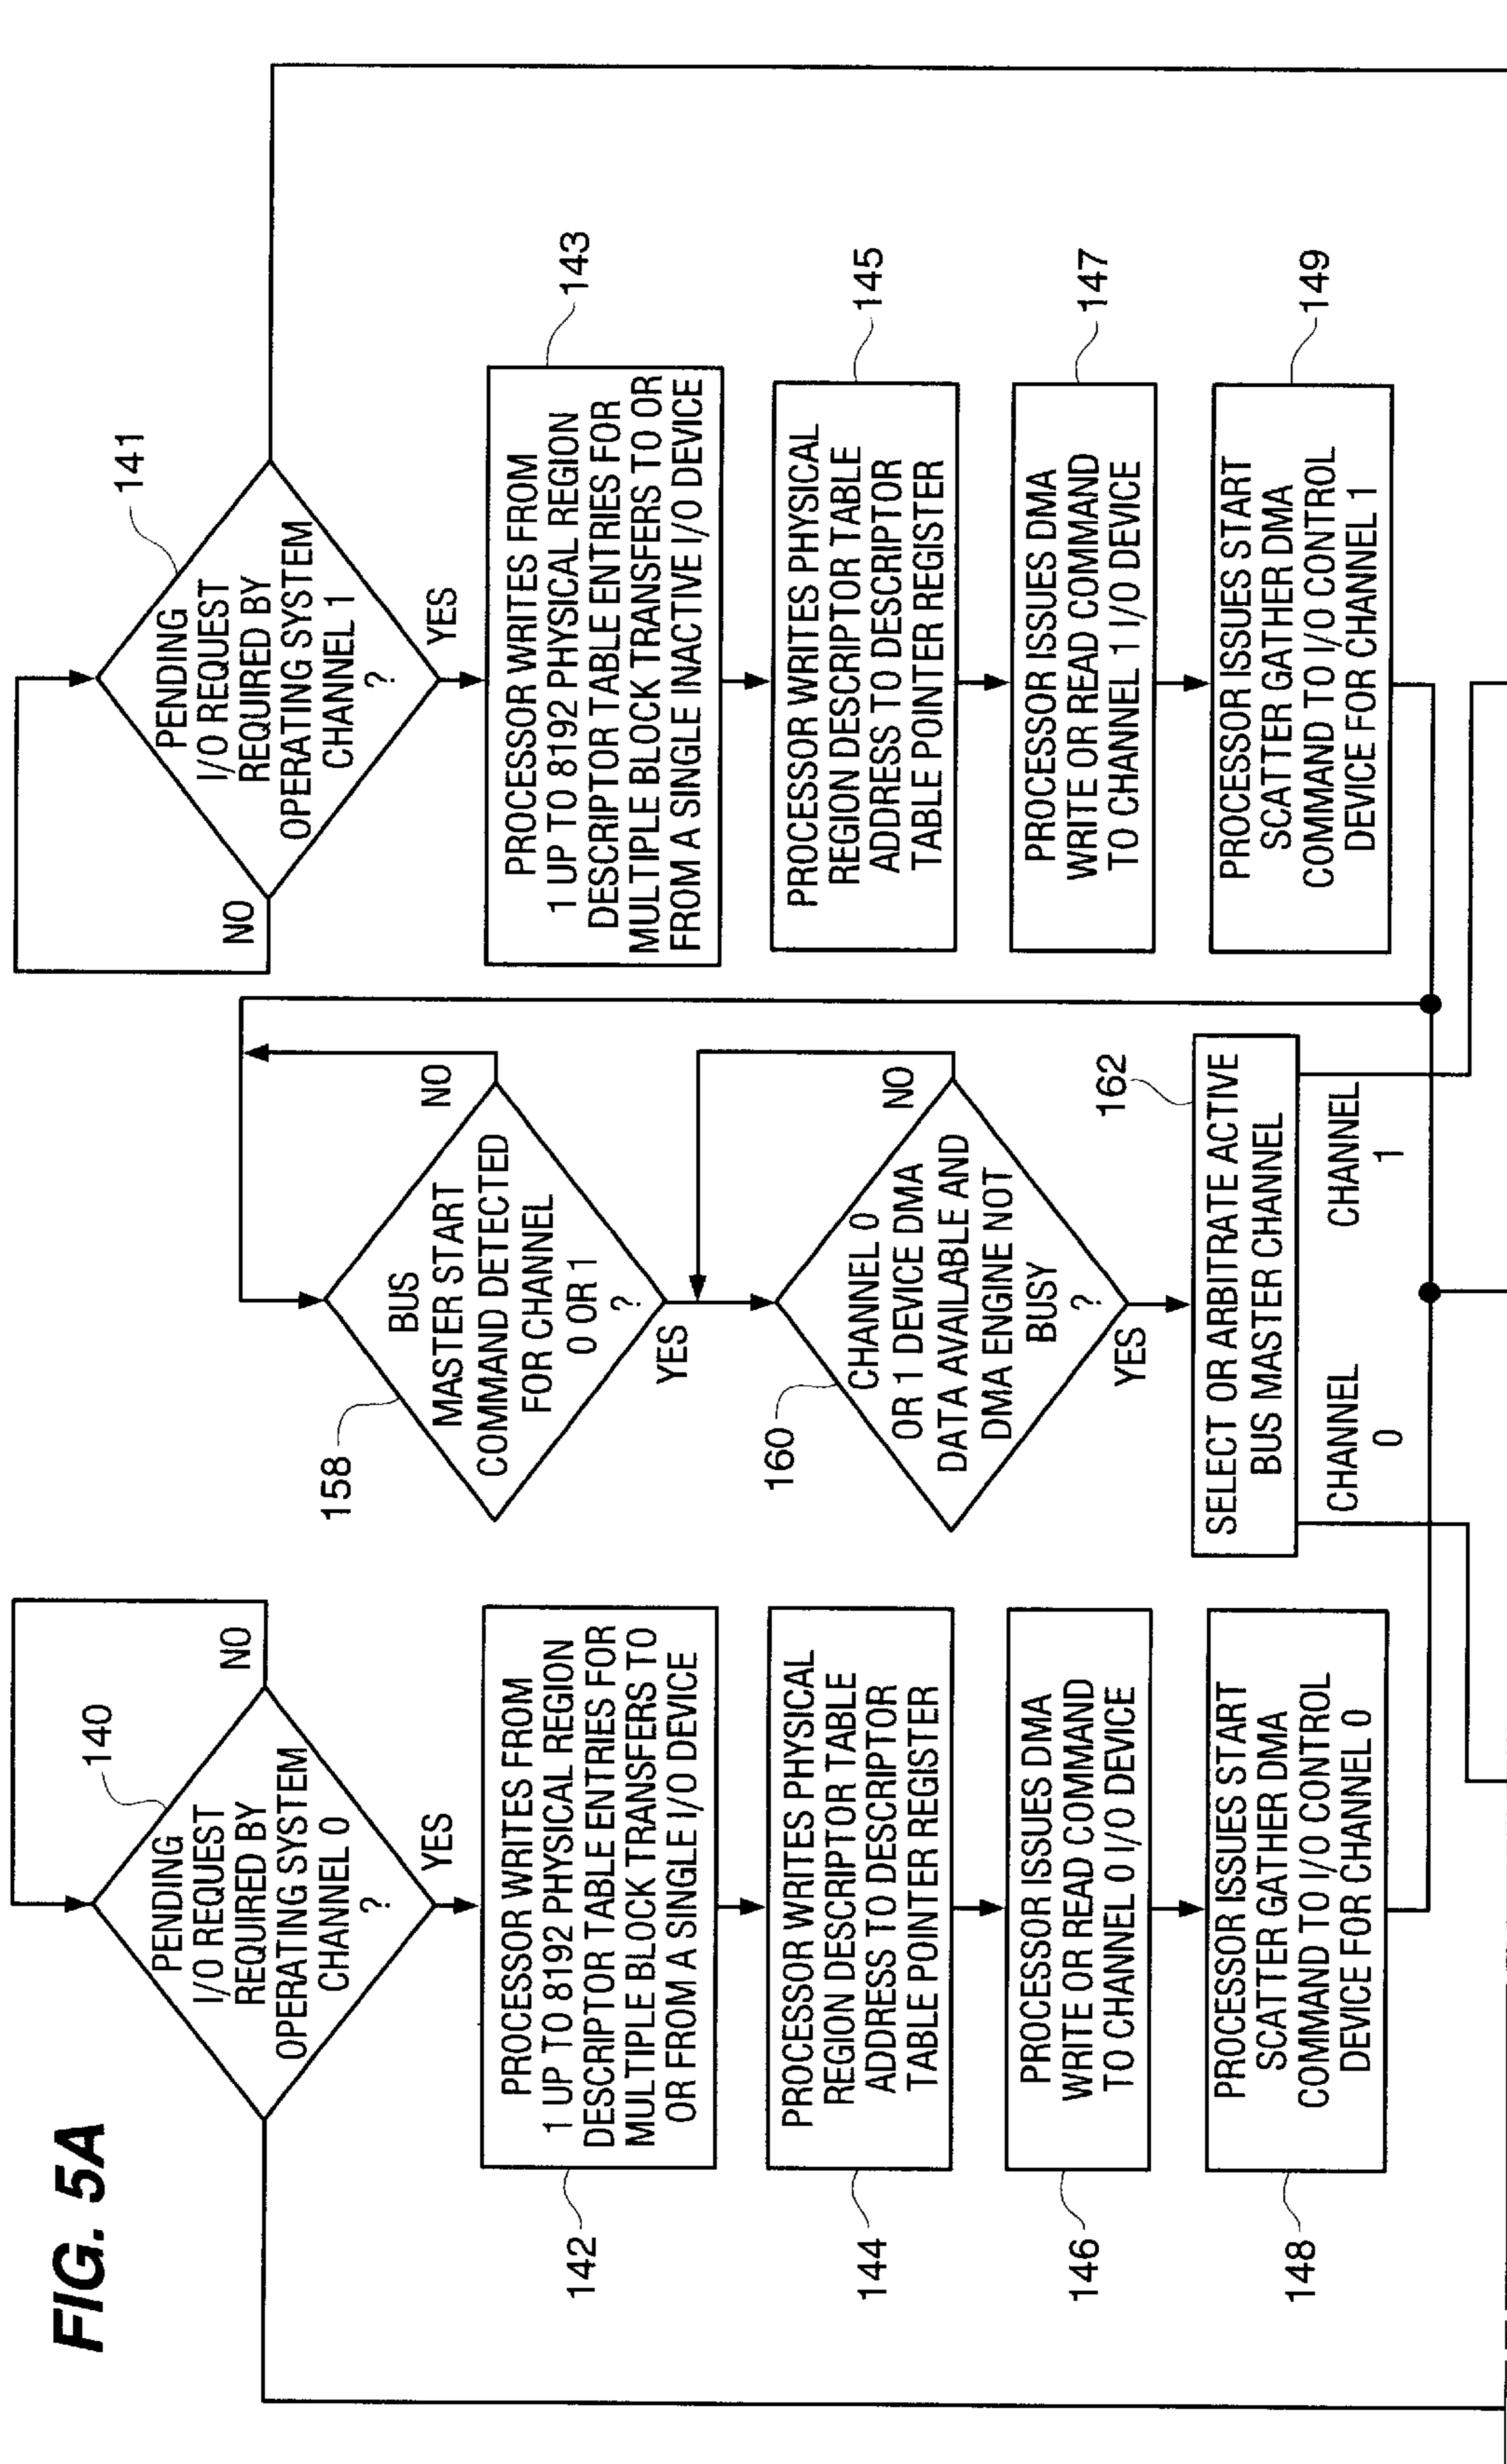 FIG. 5A
140
PENDING
I/O REQUEST
REQUIRED BY
OPERATING SYSTEM
CHANNEL 0
?
NO
YES
142
PROCESSOR WRITES FROM
1 UP TO 8192 PHYSICAL REGION
DESCRIPTOR TABLE ENTRIES FOR
MULTIPLE BLOCK TRANSFERS TO
OR FROM A SINGLE I/O DEVICE
144
PROCESSOR WRITES PHYSICAL
REGION DESCRIPTOR TABLE
ADDRESS TO DESCRIPTOR
TABLE POINTER REGISTER
146
PROCESSOR ISSUES DMA
WRITE OR READ COMMAND
TO CHANNEL 0 I/O DEVICE
148
PROCESSOR ISSUES START
SCATTER GATHER DMA
COMMAND TO I/O CONTROL
DEVICE FOR CHANNEL 0
158
BUS
MASTER START
COMMAND DETECTED
FOR CHANNEL
0 OR 1
?
NO
YES
160
CHANNEL 0
OR 1 DEVICE DMA
DATA AVAILABLE AND
DMA ENGINE NOT
BUSY
?
NO
YES
162
SELECT OR ARBITRATE ACTIVE
BUS MASTER CHANNEL
CHANNEL
0
CHANNEL
1
141
PENDING
I/O REQUEST
REQUIRED BY
OPERATING SYSTEM
CHANNEL 1
?
NO
YES
143
PROCESSOR WRITES FROM
1 UP TO 8192 PHYSICAL REGION
DESCRIPTOR TABLE ENTRIES FOR
MULTIPLE BLOCK TRANSFERS TO OR
FROM A SINGLE INACTIVE I/O DEVICE
145
PROCESSOR WRITES PHYSICAL
REGION DESCRIPTOR TABLE
ADDRESS TO DESCRIPTOR
TABLE POINTER REGISTER
147
PROCESSOR ISSUES DMA
WRITE OR READ COMMAND
TO CHANNEL 1 I/O DEVICE
149
PROCESSOR ISSUES START
SCATTER GATHER DMA
COMMAND TO I/O CONTROL
DEVICE FOR CHANNEL 1